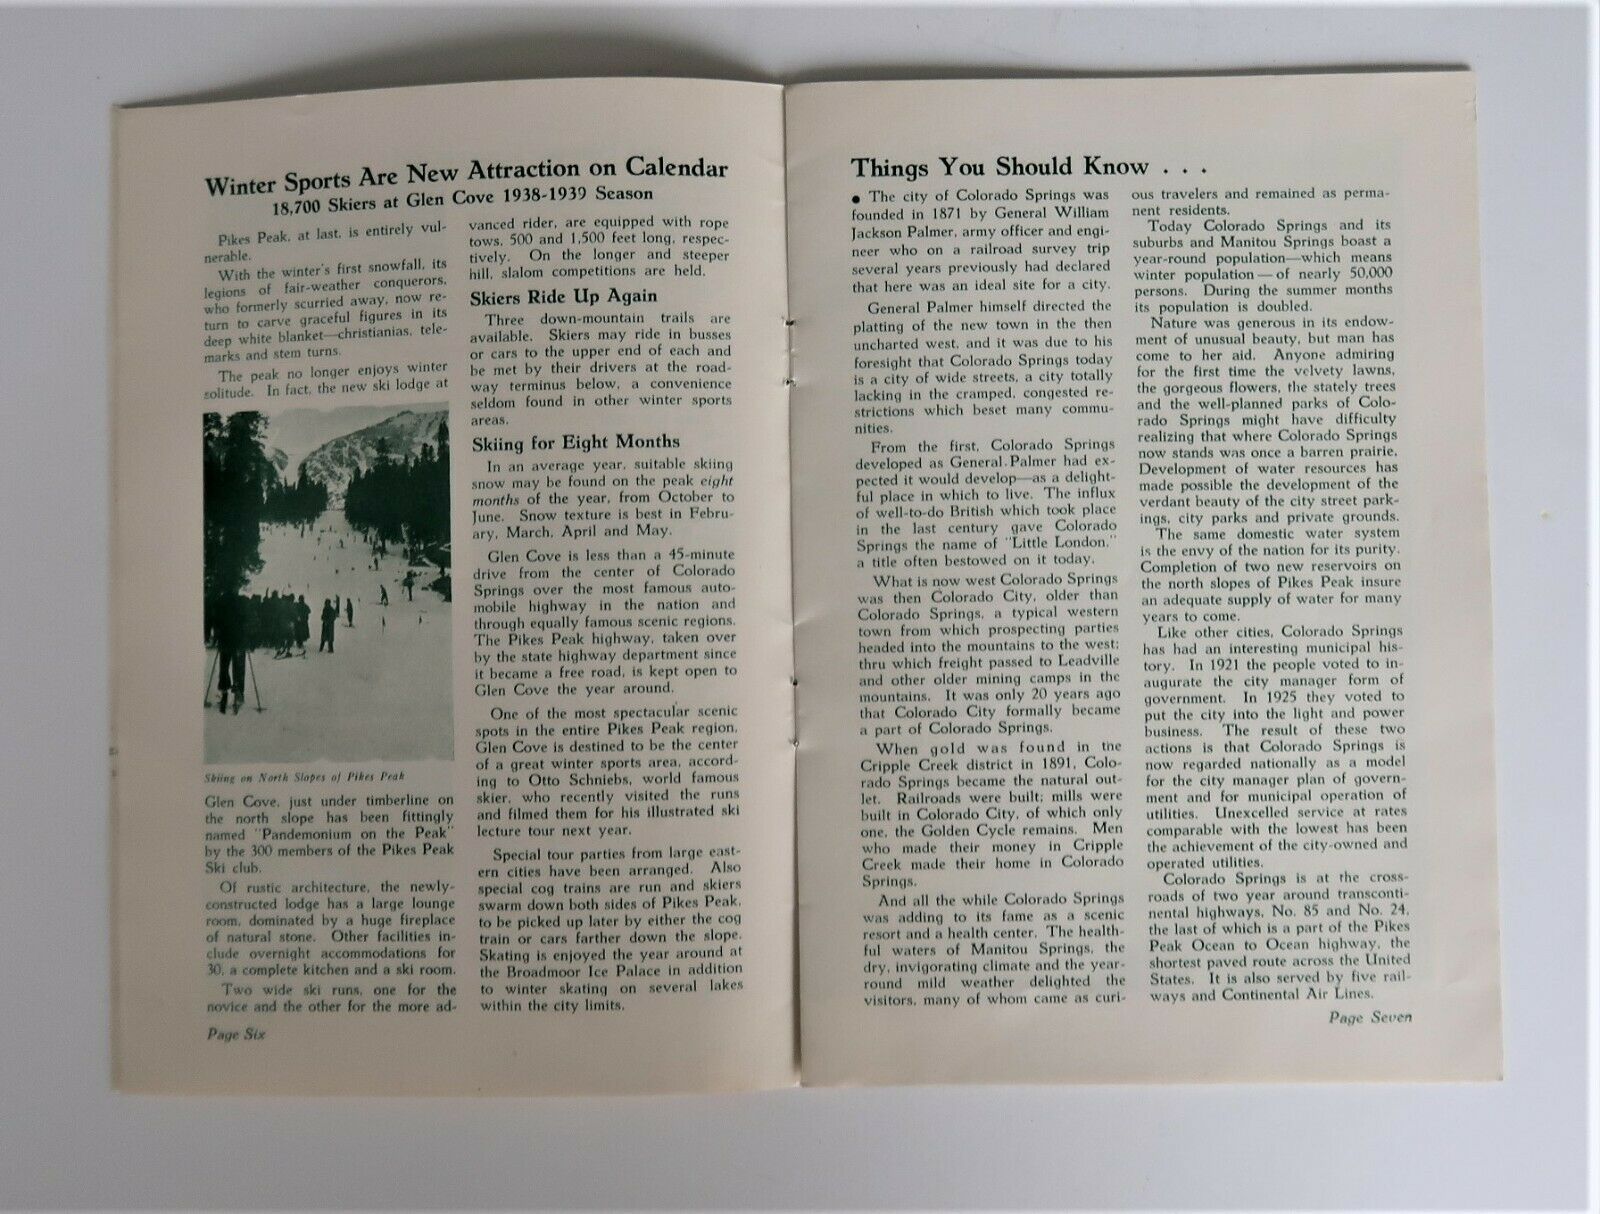 Winter Sports Are New Attraction on Calendar
18,700 Skiers at Glen Cove 1938-1939 Season
Pikes Peak, at last, is entirely vul-
nerable.
With the winter's first snowfall, its
legions of fair-weather conquerors,
who formerly scurried away, now re-
turn to carve graceful figures in its
deep white blanket—christianias, tele-
marks and stem turns.
The peak no longer enjoys winter
solitude. In fact, the new ski lodge at
Skiing on North Slopes of Pikes Peak
Glen Cove, just under timberline on
the north slope has been fittingly
named "Pandemonium on the Peak"
by the 300 members of the Pikes Peak
Ski club.
Of rustic architecture, the newly-
constructed lodge has a large lounge
room, dominated by a huge fireplace
of natural stone. Other facilities in-
clude overnight accommodations for
30, a complete kitchen and a ski room.
Two wide ski runs, one for the
novice and the other for the more ad-
Page Six
vanced rider, are equipped with rope
tows, 500 and 1,500 feet long, respec-
tively. On the longer and steeper
hill, slalom competitions are held.
Skiers Ride Up Again
Three down-mountain trails are
available. Skiers may ride in busses
or cars to the upper end of each and
be met by their drivers at the road-
way terminus below, a convenience
seldom found in other winter sports
areas.
Skiing for Eight Months
In an average year, suitable skiing
snow may be found on the peak eight
months of the year, from October to
June. Snow texture is best in Febru-
ary, March, April and May.
Glen Cove is less than a 45-minute
drive from the center of Colorado
Springs over the most famous auto-
mobile highway in the nation and
through equally famous scenic regions.
The Pikes Peak highway, taken over
by the state highway department since
it became a free road, is kept open to
Glen Cove the year around.
One of the most spectacular scenic
spots in the entire Pikes Peak region,
Glen Cove is destined to be the center
of a great winter sports area, accord-
ing to Otto Schniebs, world famous
skier, who recently visited the runs
and filmed them for his illustrated ski
lecture tour next year.
Special tour parties from large east-
ern cities have been arranged. Also
special cog trains are run and skiers
swarm down both sides of Pikes Peak,
to be picked up later by either the cog
train or cars farther down the slope.
Skating is enjoyed the year around at
the Broadmoor Ice Palace in addition
to winter skating on several lakes
within the city limits.
Things You Should Know . . .
● The city of Colorado Springs was
founded in 1871 by General William
Jackson Palmer, army officer and engi-
neer who on a railroad survey trip
several years previously had declared
that here was an ideal site for a city.
General Palmer himself directed the
platting of the new town in the then
uncharted west, and it was due to his
foresight that Colorado Springs today
is a city of wide streets, a city totally
lacking in the cramped, congested re-
strictions which beset many commu-
nities.
From the first, Colorado Springs
developed as General Palmer had ex-
pected it would develop—as a delight-
ful place in which to live. The influx
of well-to-do British which took place
in the last century gave Colorado
Springs the name of "Little London,"
a title often bestowed on it today.
What is now west Colorado Springs
was then Colorado City, older than
Colorado Springs, a typical western
town from which prospecting parties
headed into the mountains to the west;
thru which freight passed to Leadville
and other older mining camps in the
mountains. It was only 20 years ago
that Colorado City formally became
a part of Colorado Springs.
When gold was found in the
Cripple Creek district in 1891, Colo-
rado Springs became the natural out-
let. Railroads were built; mills were
built in Colorado City, of which only
one, the Golden Cycle remains. Men
who made their money in Cripple
Creek made their home in Colorado
Springs.
And all the while Colorado Springs
was adding to its fame as a scenic
resort and a health center. The health-
ful waters of Manitou Springs, the
dry, invigorating climate and the year-
round mild weather delighted the
visitors, many of whom came as curi-
ous travelers and remained as perma-
nent residents.
Today Colorado Springs and its
suburbs and Manitou Springs boast a
year-round population—which means
winter population—of nearly 50,000
persons. During the summer months
its population is doubled.
Nature was generous in its endow-
ment of unusual beauty, but man has
come to her aid. Anyone admiring
for the first time the velvety lawns,
the gorgeous flowers, the stately trees
and the well-planned parks of Colo-
rado Springs might have difficulty
realizing that where Colorado Springs
now stands was once a barren prairie.
Development of water resources has
made possible the development of the
verdant beauty of the city street park-
ings, city parks and private grounds.
The same domestic water system
is the envy of the nation for its purity.
Completion of two new reservoirs on
the north slopes of Pikes Peak insure
an adequate supply of water for many
years to come.
Like other cities, Colorado Springs
has had an interesting municipal his-
tory. In 1921 the people voted to in-
augurate the city manager form of
government. In 1925 they voted to
put the city into the light and power
business. The result of these two
actions is that Colorado Springs is
now regarded nationally as a model
for the city manager plan of govern-
ment and for municipal operation of
utilities. Unexcelled service at rates
comparable with the lowest has been
the achievement of the city-owned and
operated utilities.
Colorado Springs is at the cross-
roads of two year around transconti-
nental highways, No. 85 and No. 24,
the last of which is a part of the Pikes
Peak Ocean to Ocean highway, the
shortest paved route across the United
States. It is also served by five rail-
ways and Continental Air Lines.
Page Seven